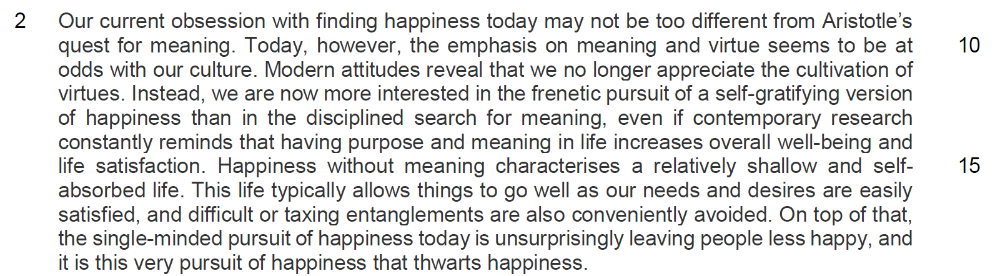 2 Our current obsession with finding happiness today may not be too different from Aristotle’s
quest for meaning. Today, however, the emphasis on meaning and virtue seems to be at 10
odds with our culture. Modern attitudes reveal that we no longer appreciate the cultivation of
virtues. Instead, we are now more interested in the frenetic pursuit of a self-gratifying version
of happiness than in the disciplined search for meaning, even if contemporary research
constantly reminds that having purpose and meaning in life increases overall well-being and
life satisfaction. Happiness without meaning characterises a relatively shallow and self- 15
absorbed life. This life typically allows things to go well as our needs and desires are easily
satisfied, and difficult or taxing entanglements are also conveniently avoided. On top of that,
the single-minded pursuit of happiness today is unsurprisingly leaving people less happy, and
it is this very pursuit of happiness that thwarts happiness.